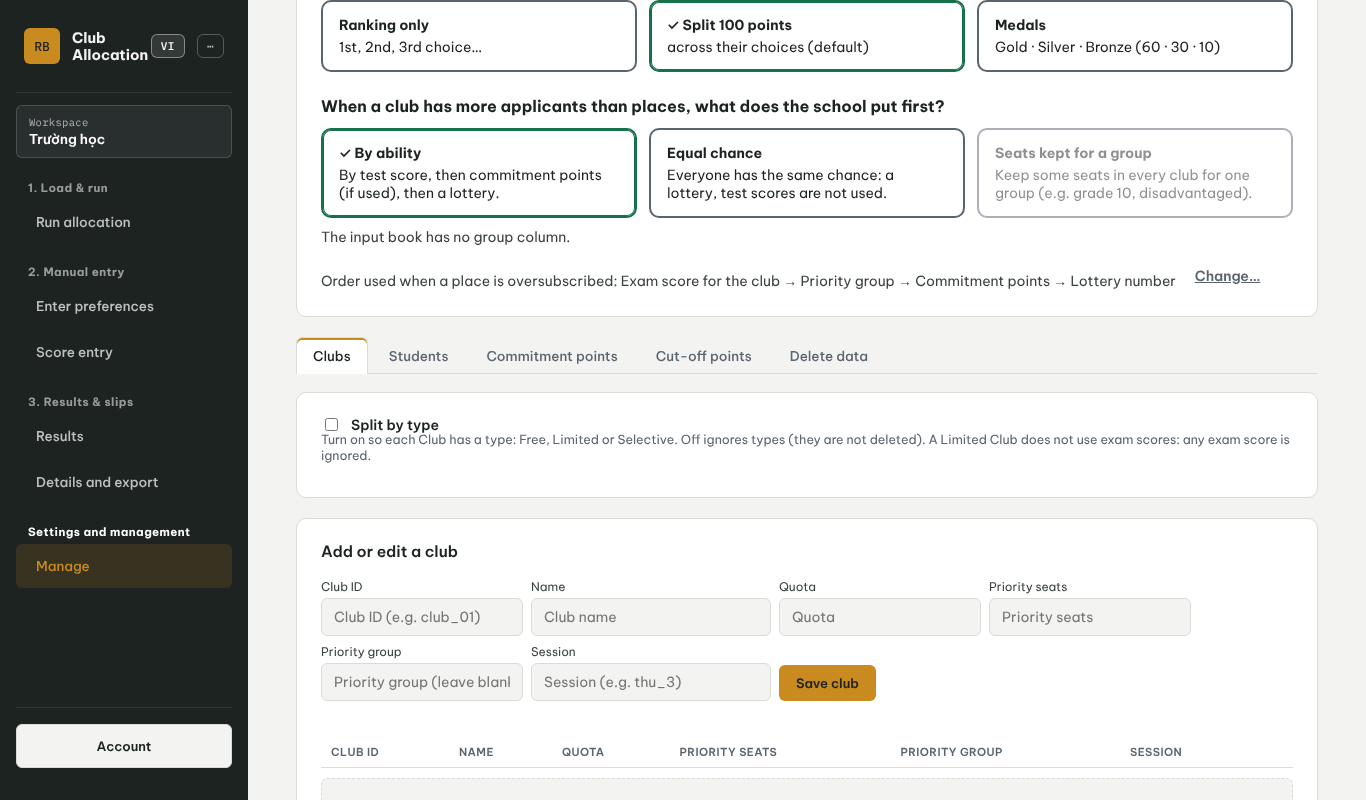 RB
Club
Allocation
VI
…
Workspace
Trường học
1. Load & run
Run allocation
2. Manual entry
Enter preferences
Score entry
3. Results & slips
Results
Details and export
Settings and management
Manage
Account
Ranking only
1st, 2nd, 3rd choice…
✓ Split 100 points
across their choices (default)
Medals
Gold · Silver · Bronze (60 · 30 · 10)
When a club has more applicants than places, what does the school put first?
✓ By ability
By test score, then commitment points
(if used), then a lottery.
Equal chance
Everyone has the same chance: a
lottery, test scores are not used.
Seats kept for a group
Keep some seats in every club for one
group (e.g. grade 10, disadvantaged).
The input book has no group column.
Order used when a place is oversubscribed: Exam score for the club → Priority group → Commitment points → Lottery number
Change…
Clubs
Students
Commitment points
Cut-off points
Delete data
Split by type
Turn on so each Club has a type: Free, Limited or Selective. Off ignores types (they are not deleted). A Limited Club does not use exam scores: any exam score is
ignored.
Add or edit a club
Club ID
Name
Quota
Priority seats
Club ID (e.g. club_01)
Club name
Quota
Priority seats
Priority group
Session
Priority group (leave blank
Session (e.g. thu_3)
Save club
CLUB ID
NAME
QUOTA
PRIORITY SEATS
PRIORITY GROUP
SESSION